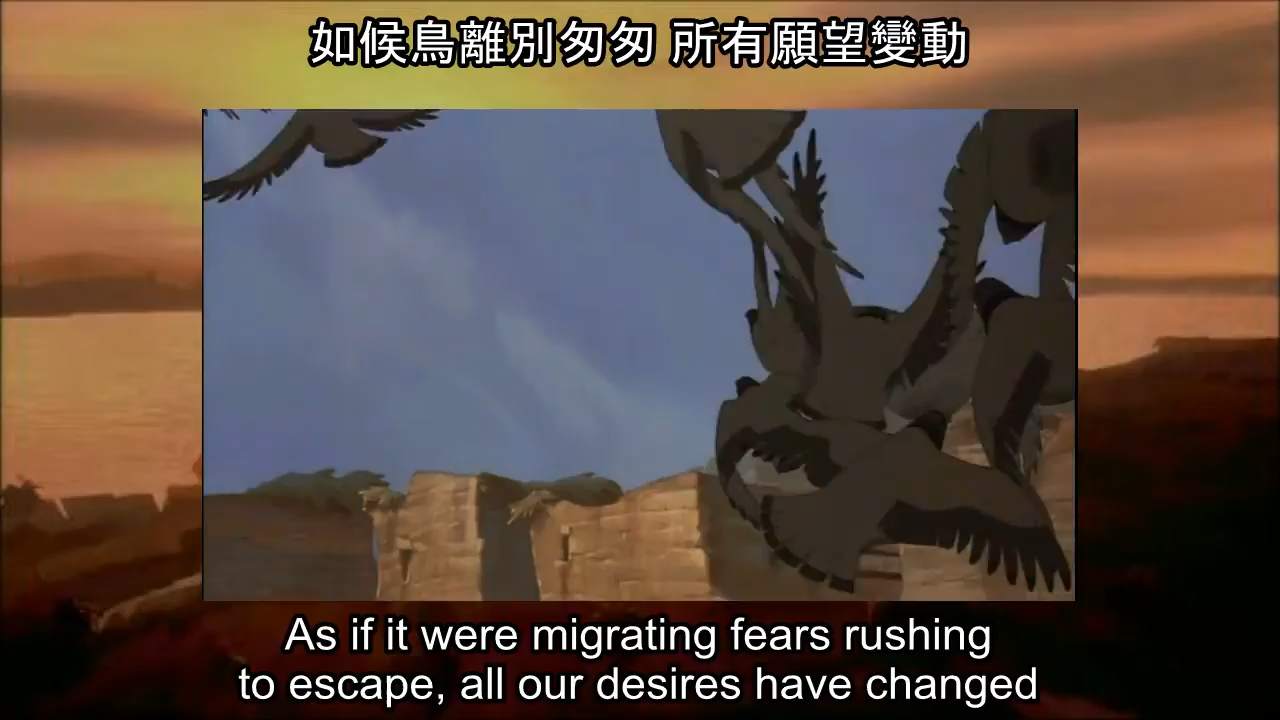 如候鳥離別匆匆 所有願望變動
As if it were migrating fears rushing
to escape, all our desires have changed